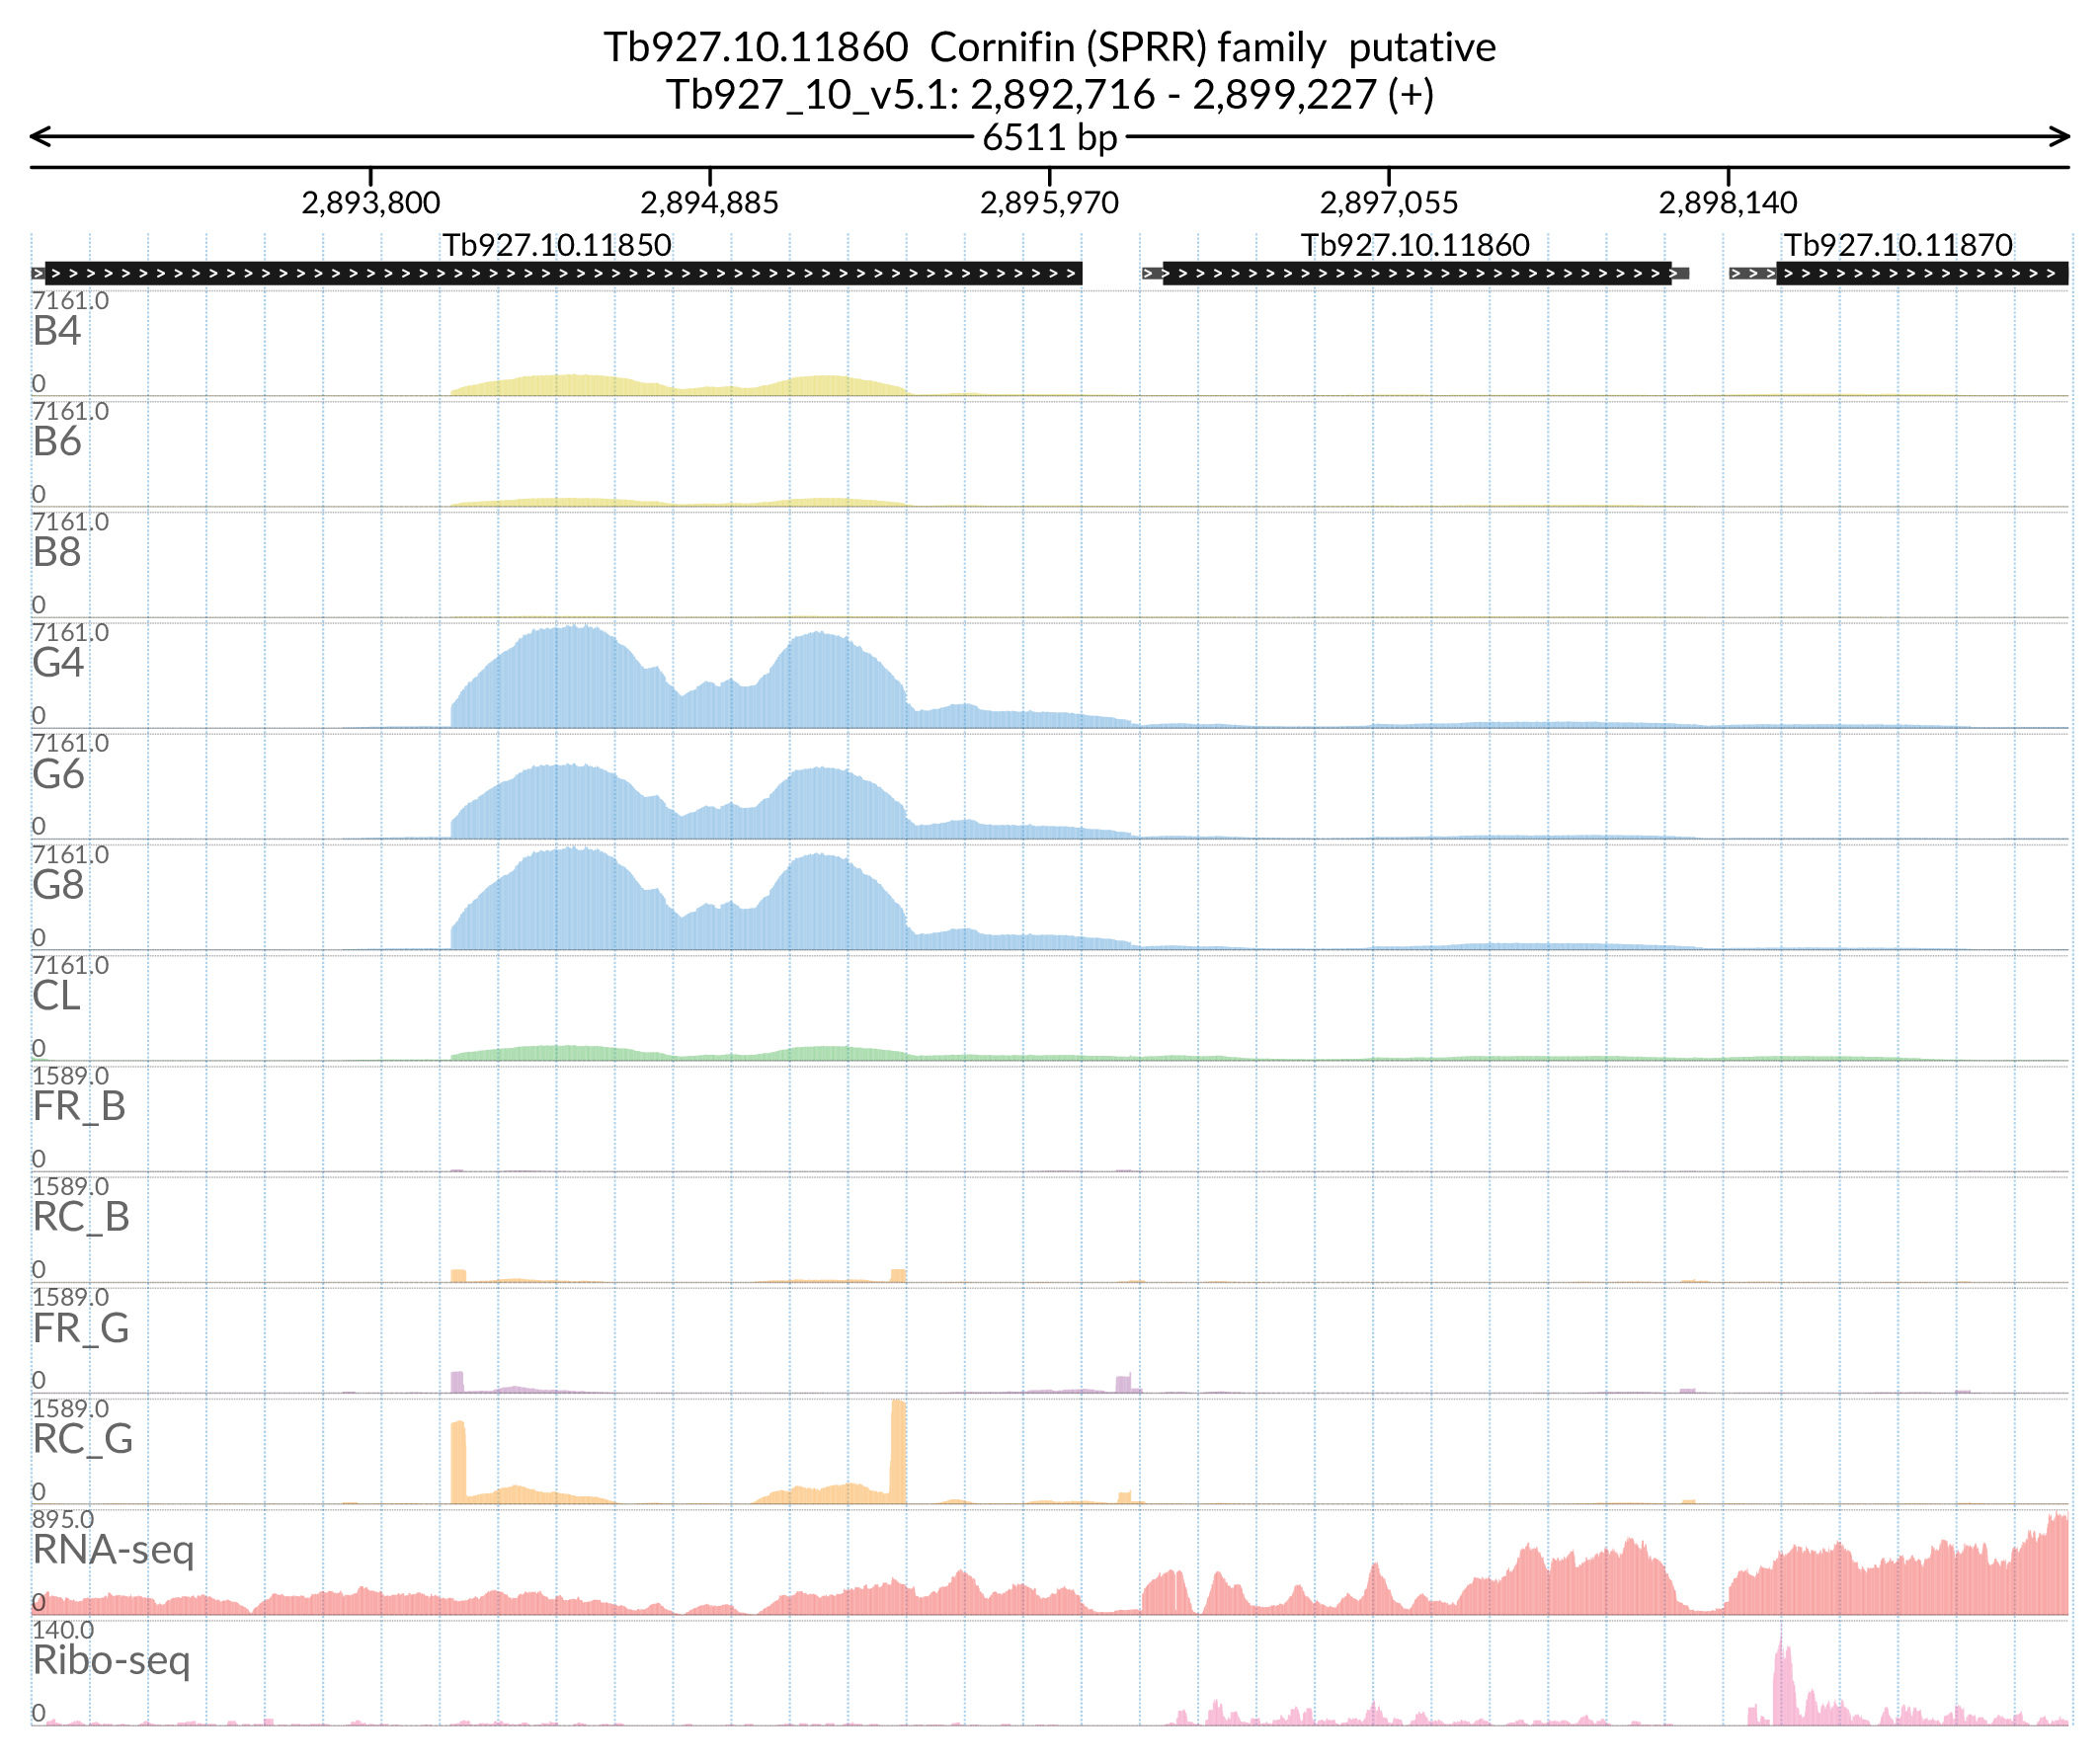 Tb927.10.11860  Cornifin (SPRR) family  putative
Tb927_10_v5.1: 2,892,716 - 2,899,227 (+)
6511 bp
2,893,800 2,894,885 2,895,970 2,897,055 2,898,140
Tb927.10.11850 Tb927.10.11860 Tb927.10.11870
7161.0
B4
0
7161.0
B6
0
7161.0
B8
0
7161.0
G4
0
7161.0
G6
0
7161.0
G8
0
7161.0
CL
0
1589.0
FR_B
0
1589.0
RC_B
0
1589.0
FR_G
0
1589.0
RC_G
0
895.0
RNA-seq
0
140.0
Ribo-seq
0